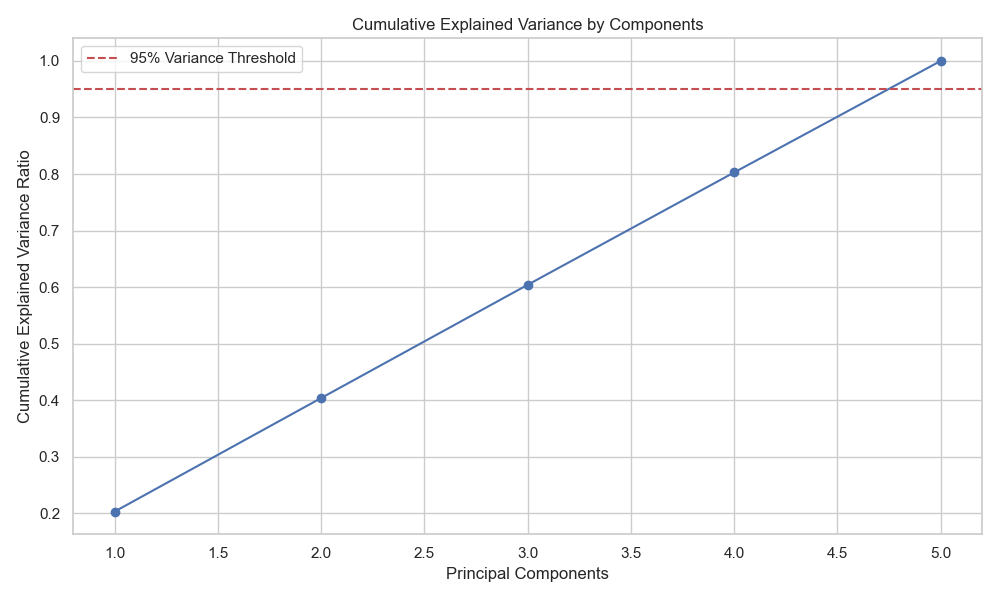 Cumulative Explained Variance by Components
95% Variance Threshold
Cumulative Explained Variance Ratio
1.0
0.9
0.8
0.7
0.6
0.5
0.4
0.3
0.2
1.0 1.5 2.0 2.5 3.0 3.5 4.0 4.5 5.0
Principal Components